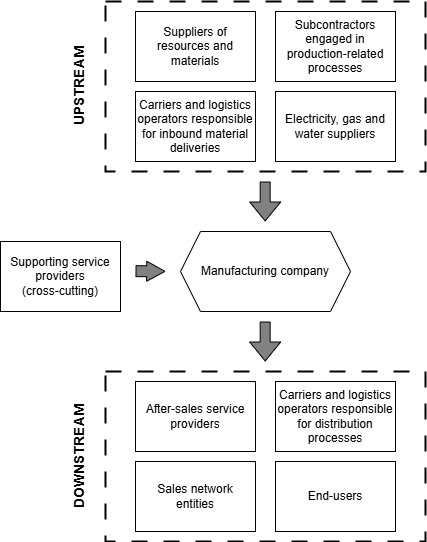 UPSTREAM
Suppliers of
resources and
materials
Subcontractors
engaged in
production-related
processes
Carriers and logistics
operators responsible
for inbound material
deliveries
Electricity, gas and
water suppliers
Supporting service
providers
(cross-cutting)
Manufacturing company
DOWNSTREAM
After-sales service
providers
Carriers and logistics
operators responsible
for distribution
processes
Sales network
entities
End-users